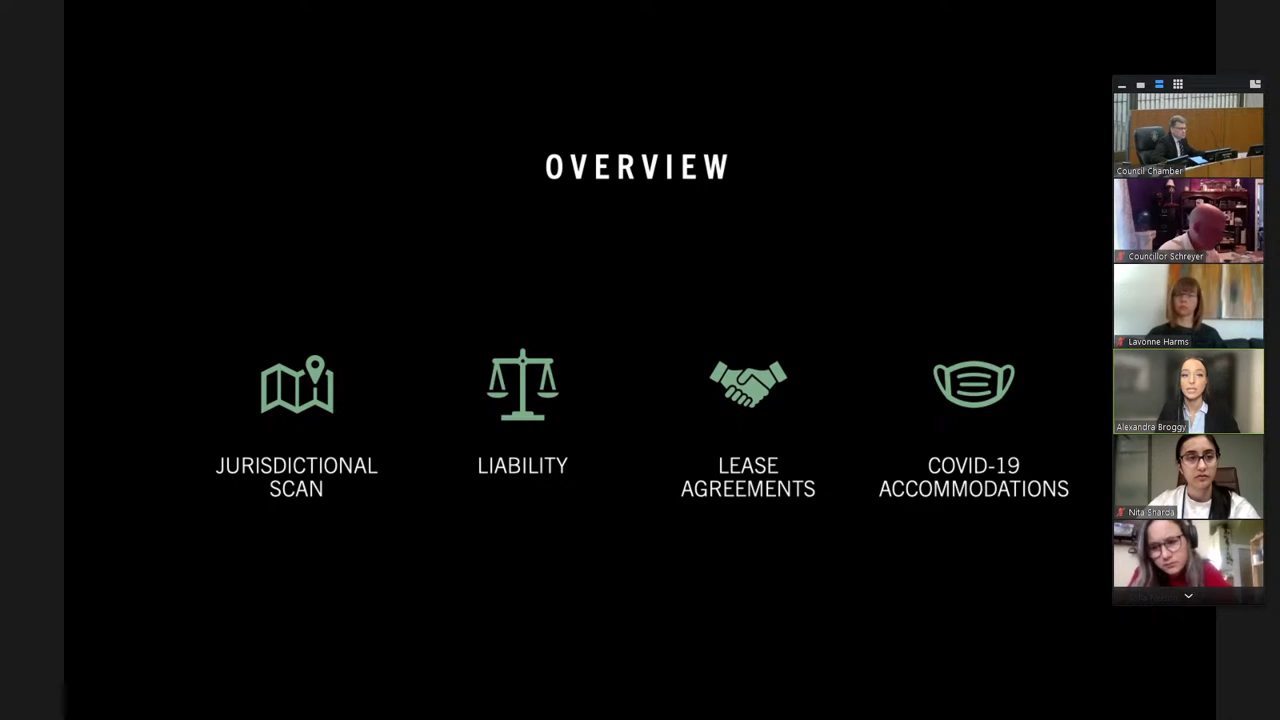 OVERVIEW
JURISDICTIONAL
SCAN
LIABILITY
LEASE
AGREEMENTS
COVID-19
ACCOMMODATIONS
Council Chamber
Councillor Schreyer
Lavonne Harms
Alexandra Broggy
Nita Sharda